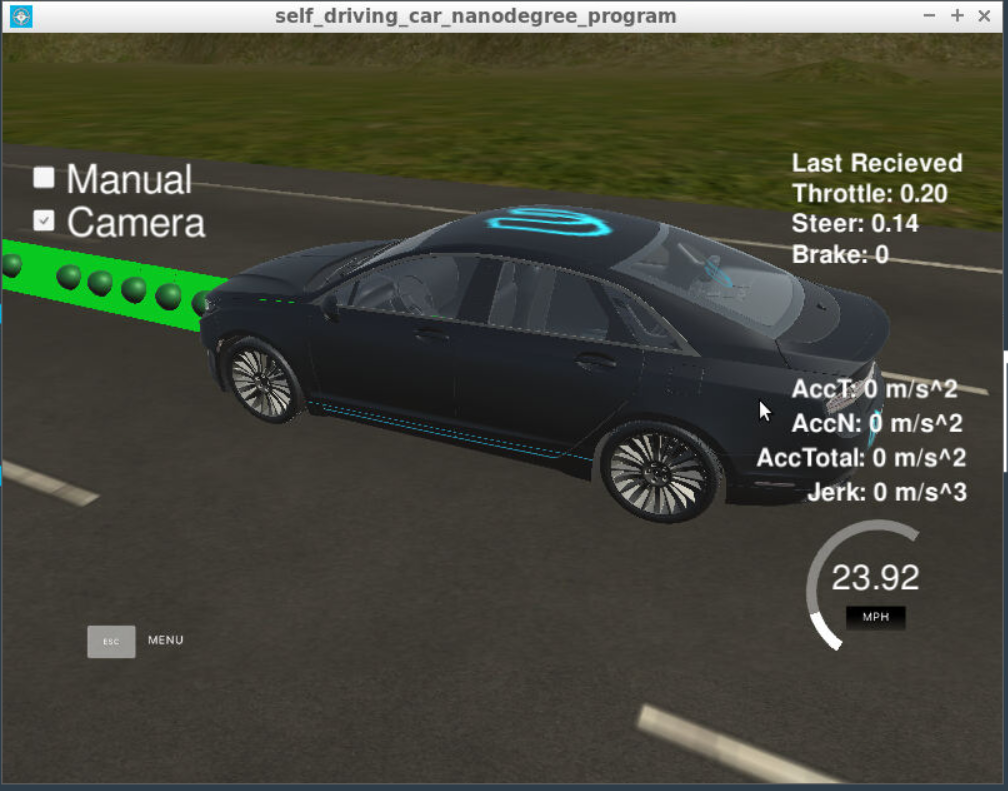 self_driving_car_nanodegree_program
Manual
Camera
Last Recieved
Throttle: 0.20
Steer: 0.14
Brake: 0
AccT: 0 m/s^2
AccN: 0 m/s^2
AccTotal: 0 m/s^2
Jerk: 0 m/s^3
23.92
MPH
ESC MENU